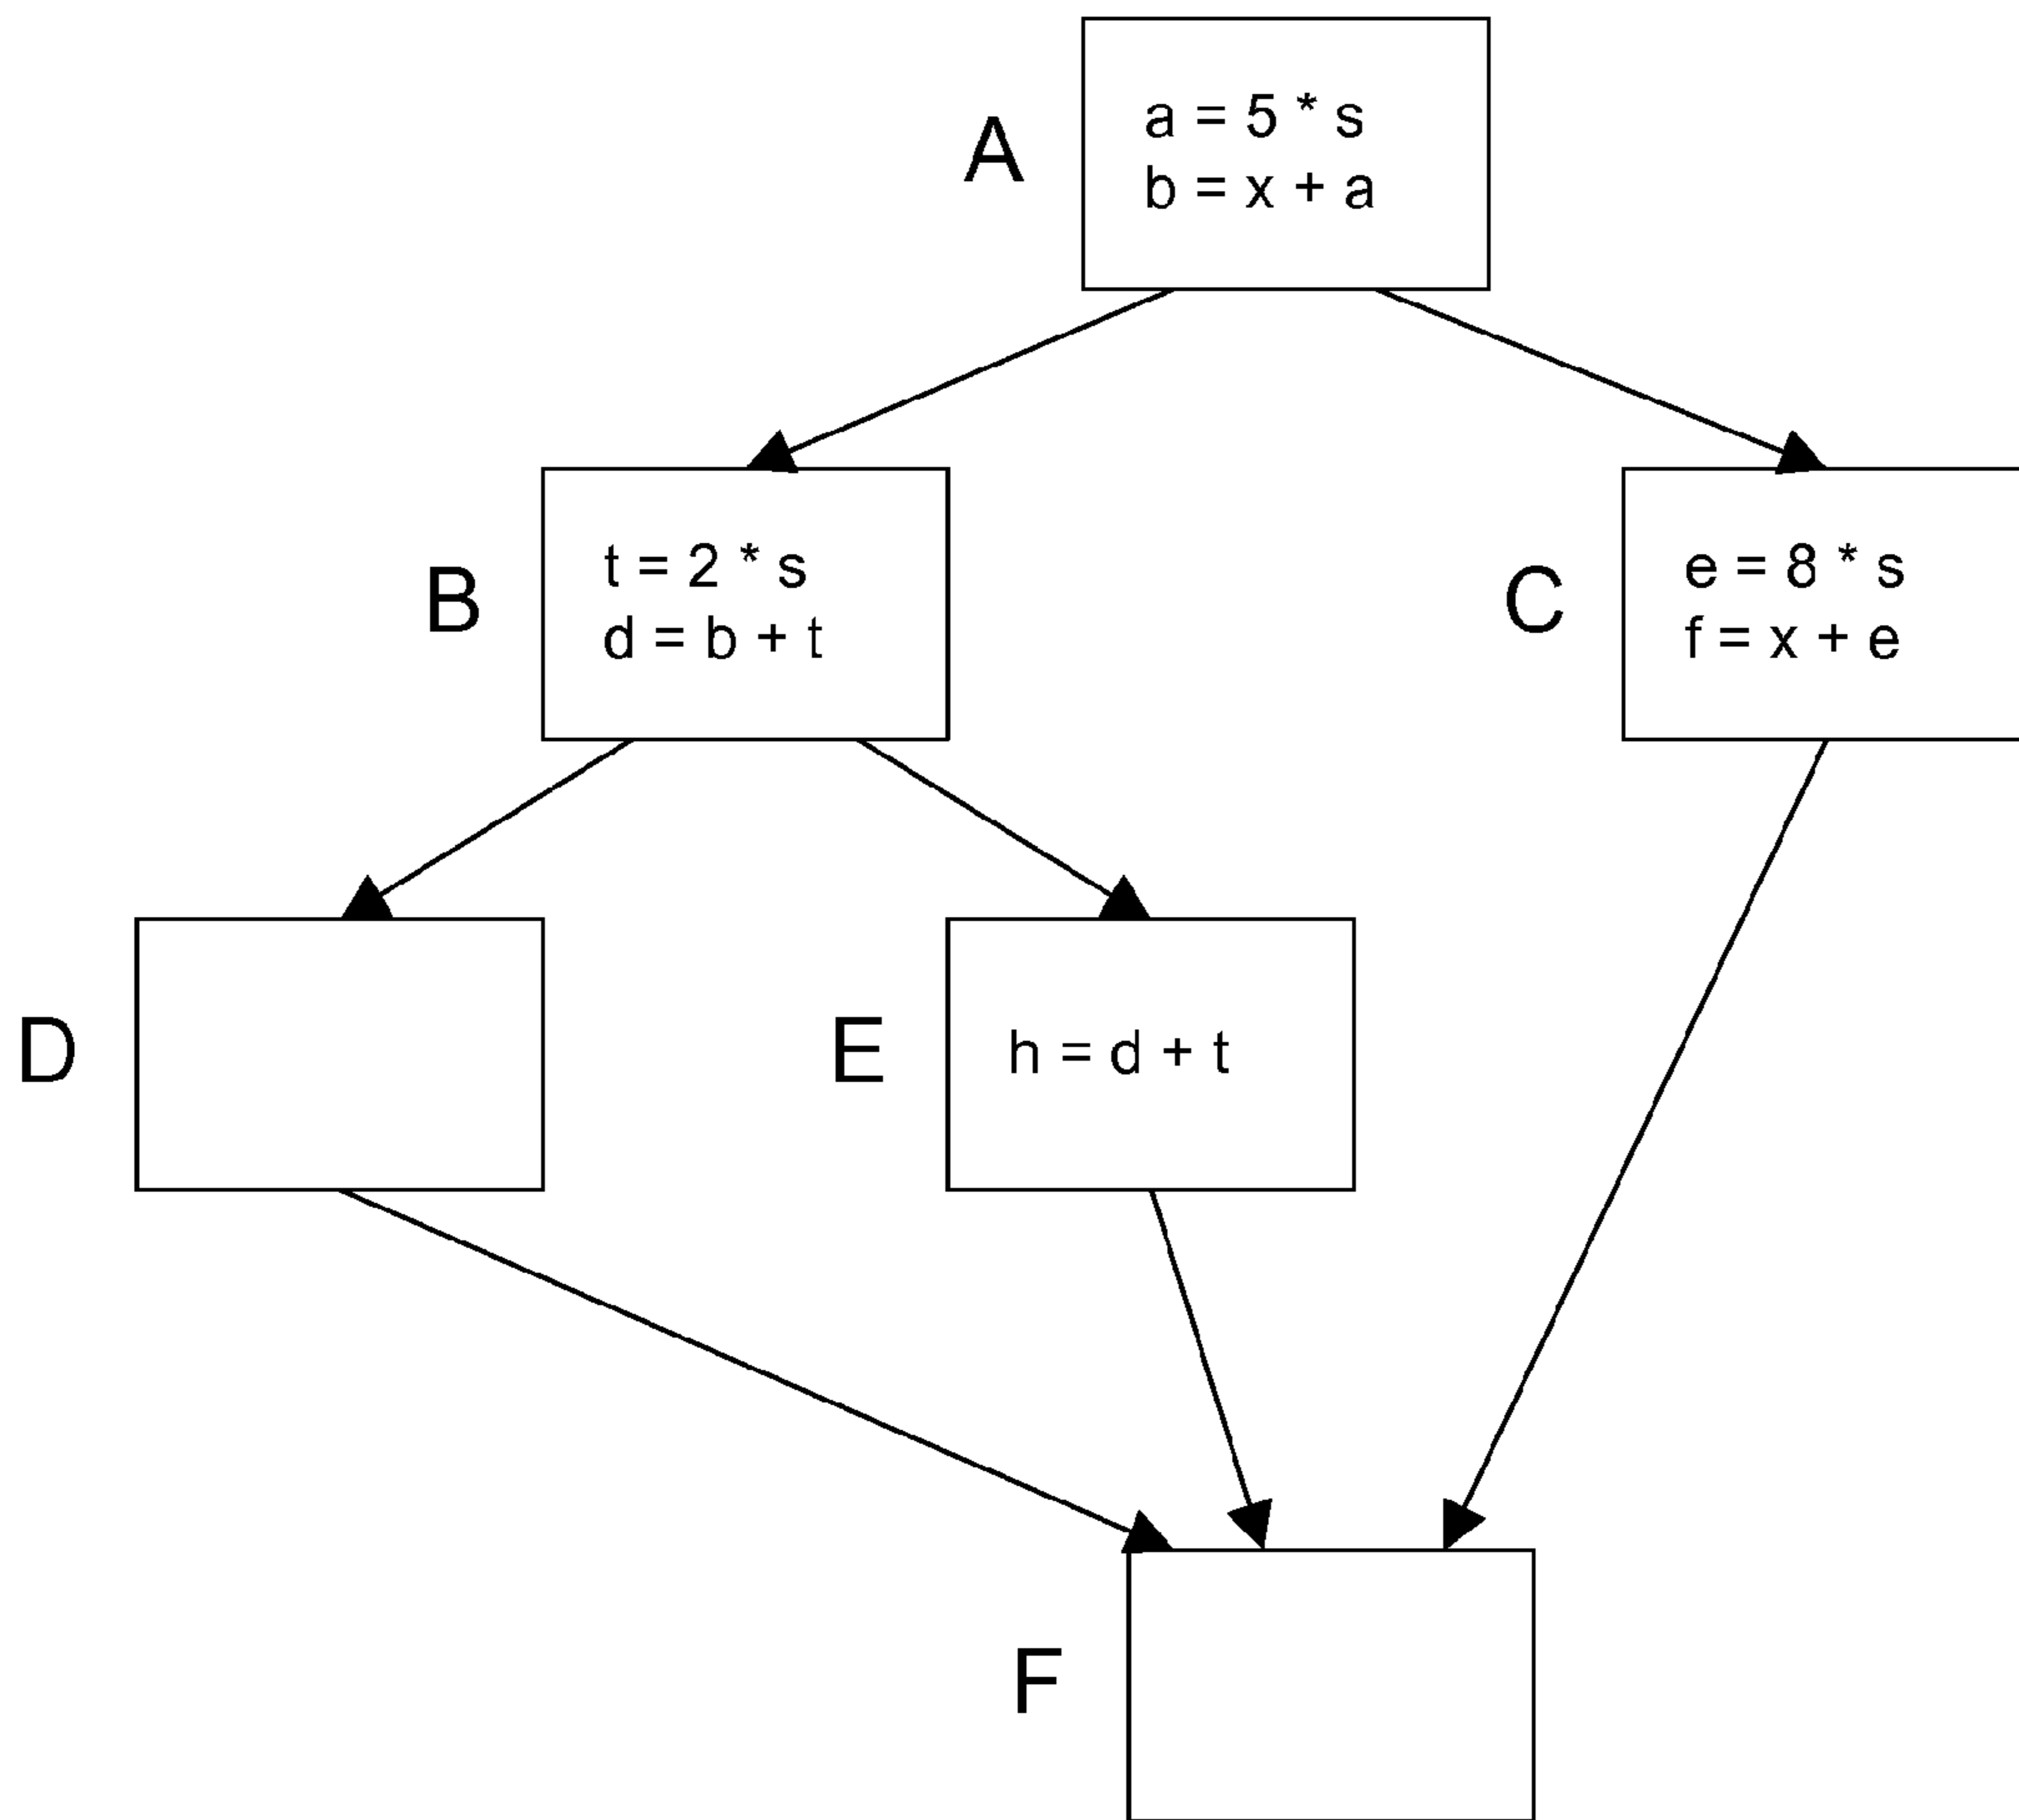 A
a = 5 * s
b = x + a
B
t = 2 * s
d = b + t
C
e = 8 * s
f = x + e
D
E
h = d + t
F